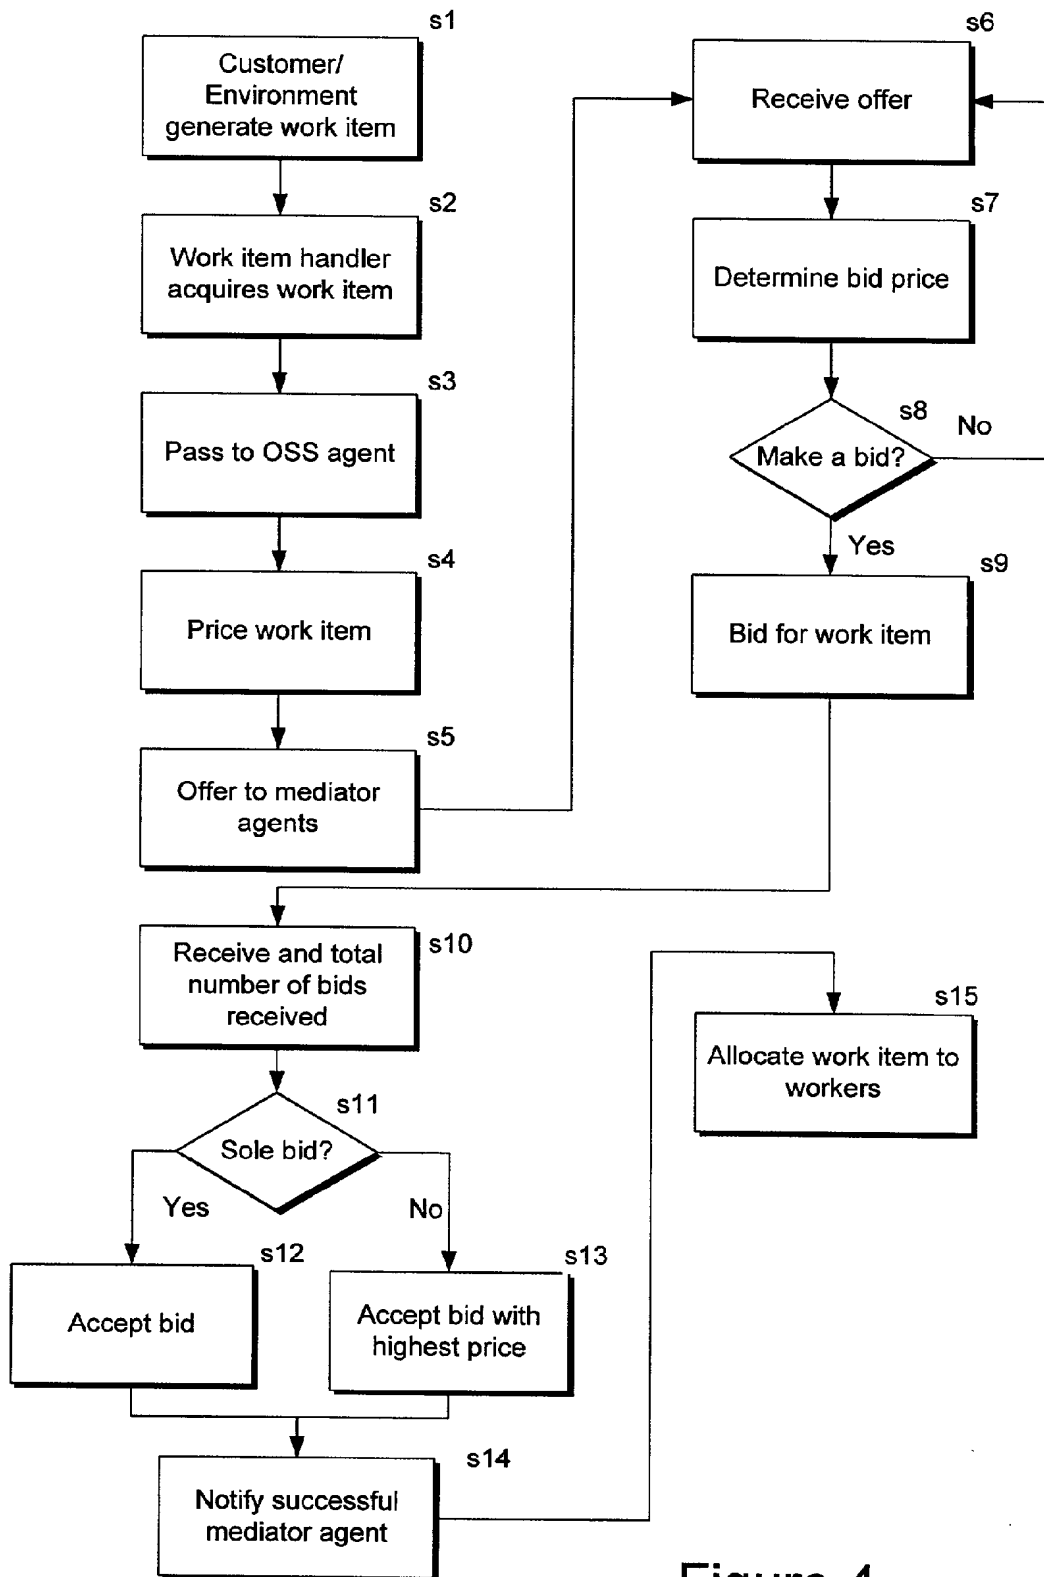 s1
Customer/
Environment
generate work item
s2
Work item handler
acquires work item
s3
Pass to OSS agent
s4
Price work item
s5
Offer to mediator
agents
s6
Receive offer
s7
Determine bid price
s8
Make a bid?
No
Yes
s9
Bid for work item
s10
Receive and total
number of bids
received
s11
Sole bid?
Yes
No
s12
Accept bid
s13
Accept bid with
highest price
s14
Notify successful
mediator agent
s15
Allocate work item to
workers
Figure 4